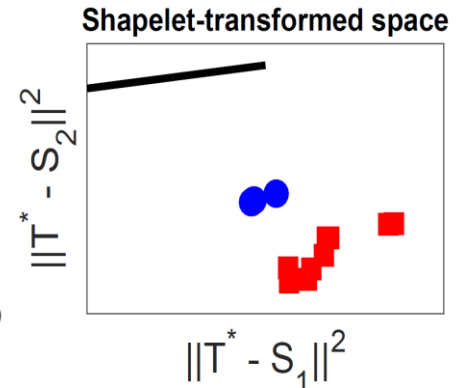 Shapelet-transformed space
||T* - S₂||²
||T* - S₁||²
)